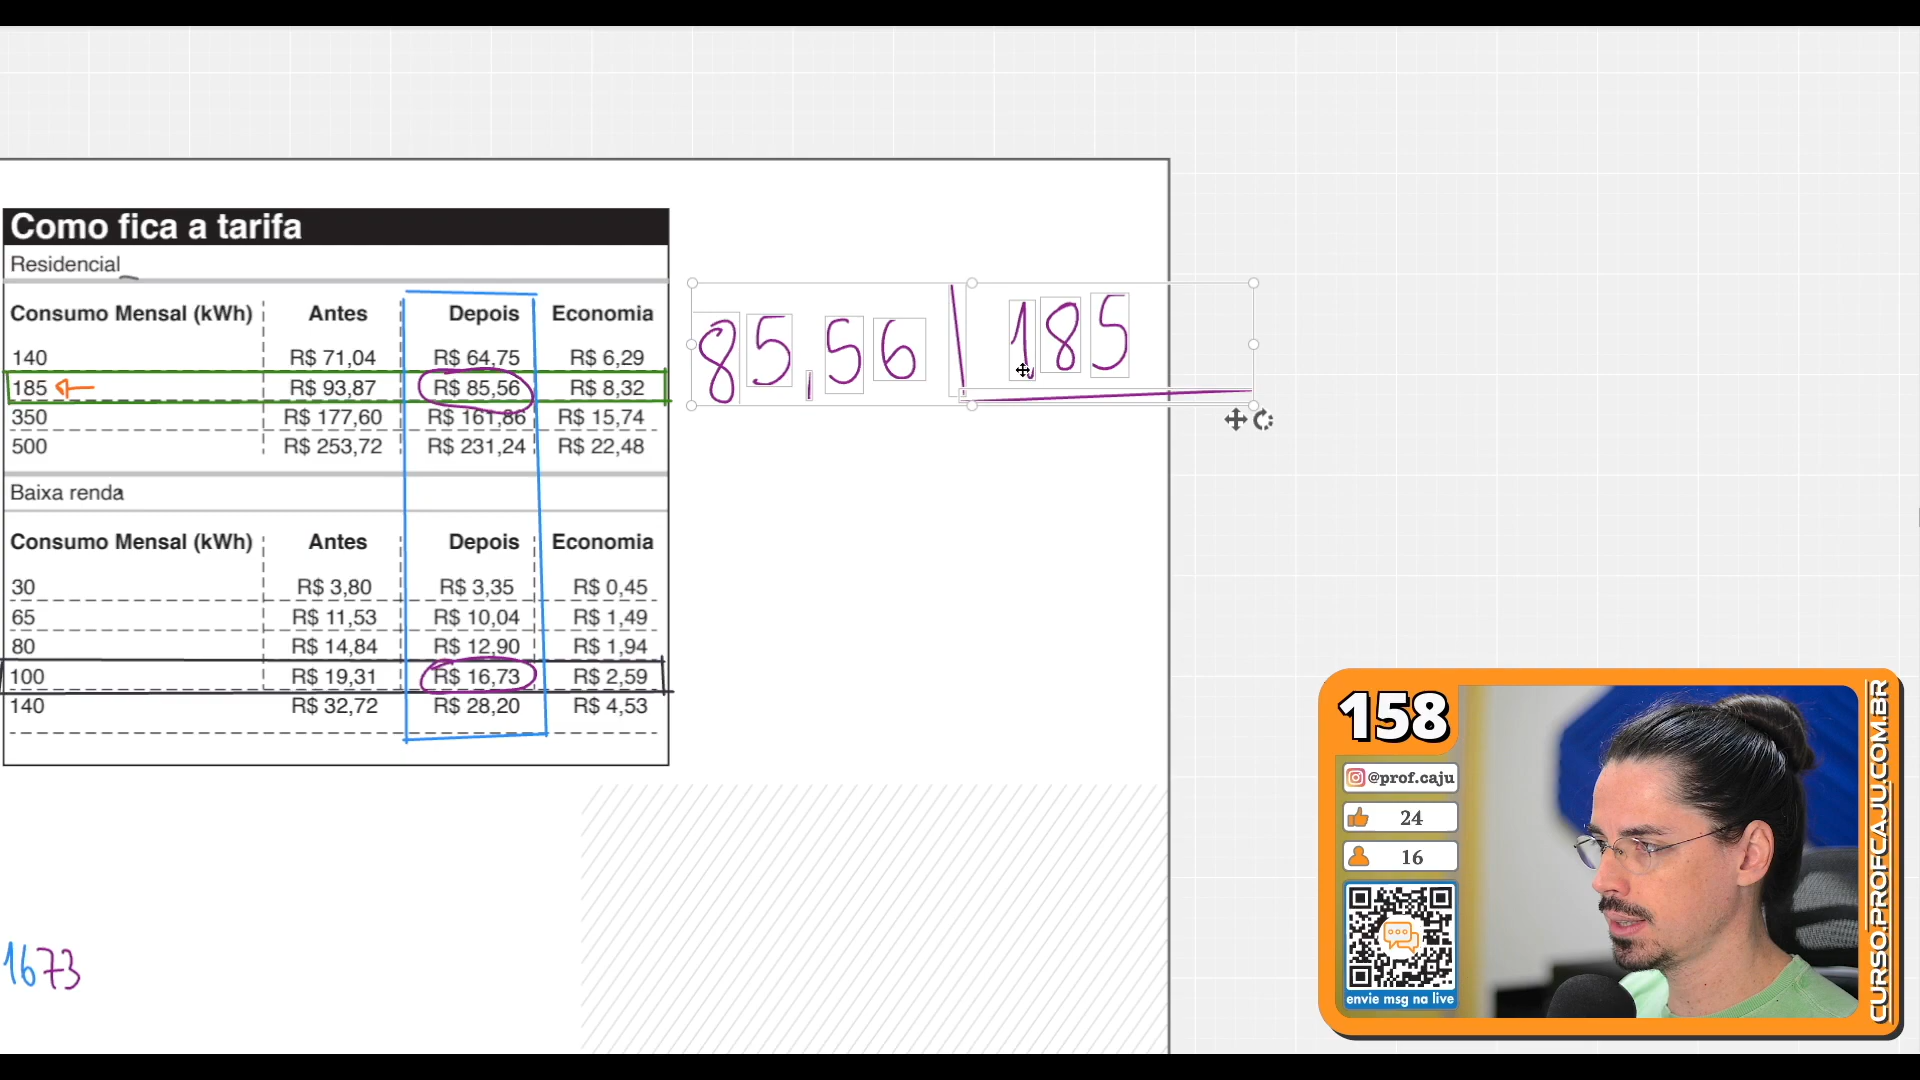 Como fica a tarifa
Residencial
Consumo Mensal (kWh) Antes Depois Economia
140 R$ 71,04 R$ 64,75 R$ 6,29
185 R$ 93,87 R$ 85,56 R$ 8,32
350 R$ 177,60 R$ 161,86 R$ 15,74
500 R$ 253,72 R$ 231,24 R$ 22,48
Baixa renda
Consumo Mensal (kWh) Antes Depois Economia
30 R$ 3,80 R$ 3,35 R$ 0,45
65 R$ 11,53 R$ 10,04 R$ 1,49
80 R$ 14,84 R$ 12,90 R$ 1,94
100 R$ 19,31 R$ 16,73 R$ 2,59
140 R$ 32,72 R$ 28,20 R$ 4,53
85,56 185
1673
158
@prof.caju
24
16
envie msg na live
CURSO.PROFCAJU.COM.BR